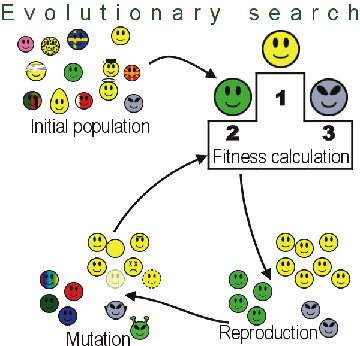 Evolutionary search
Initial population
1
2
3
Fitness calculation
Mutation
Reproduction